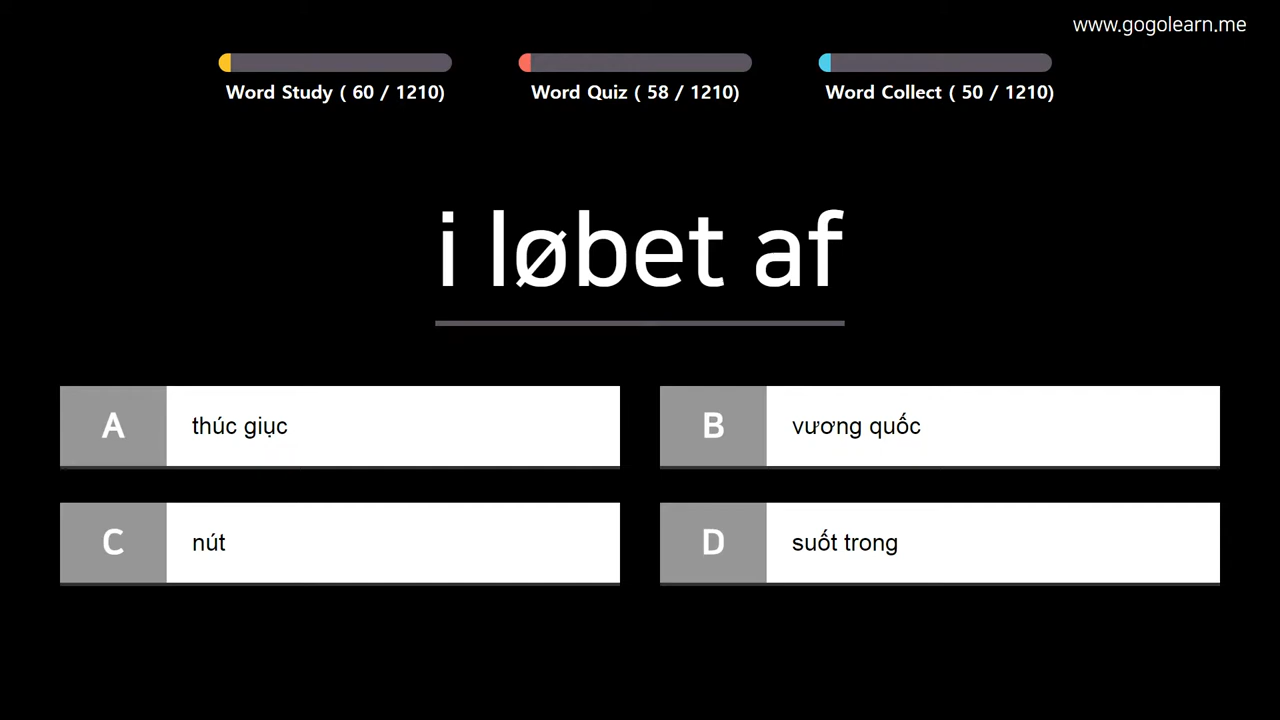 www.gogolearn.me
Word Study ( 60 / 1210)
Word Quiz ( 58 / 1210)
Word Collect ( 50 / 1210)
i løbet af
A thúc giục
B vương quốc
C nút
D suốt trong